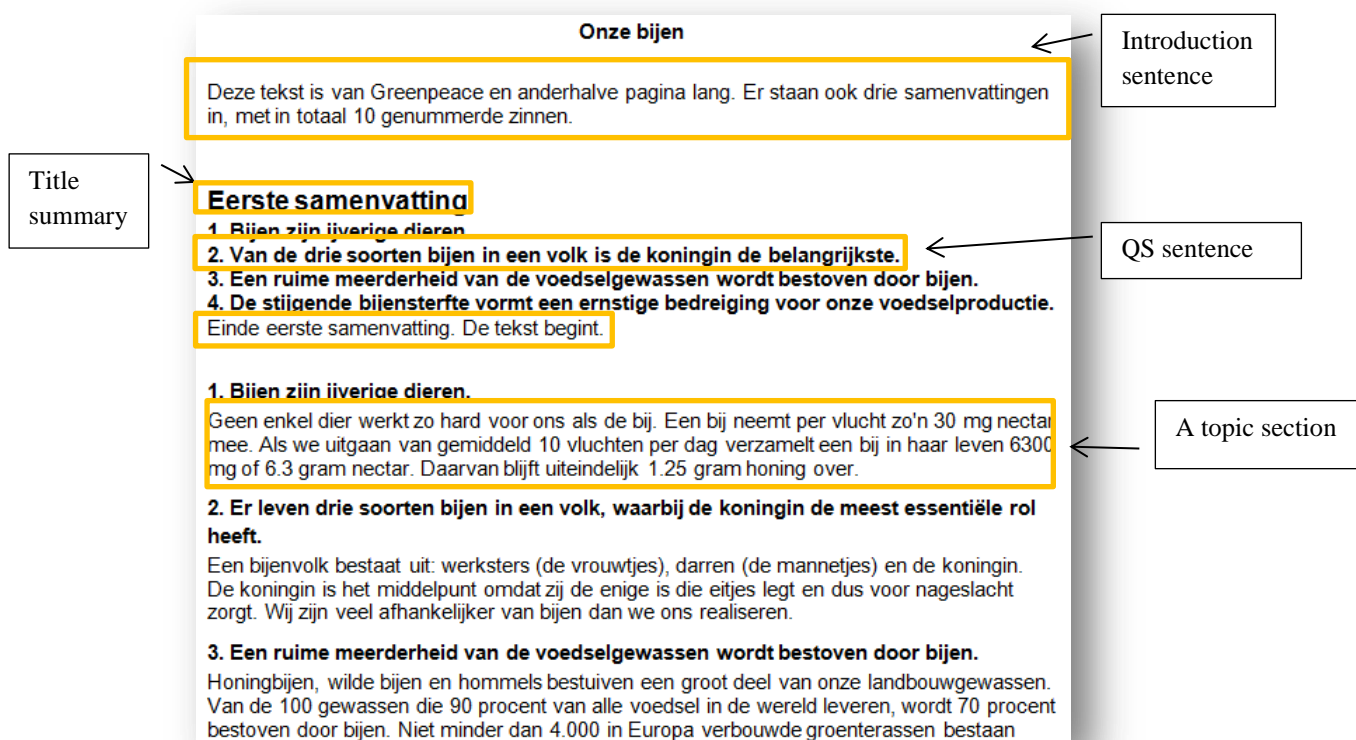 Onze bijen
Introduction
sentence
Deze tekst is van Greenpeace en anderhalve pagina lang. Er staan ook drie samenvattingen
in, met in totaal 10 genummerde zinnen.
Title
summary
Eerste samenvatting
1. Bijen zijn ijverige dieren.
2. Van de drie soorten bijen in een volk is de koningin de belangrijkste.
QS sentence
3. Een ruime meerderheid van de voedselgewassen wordt bestoven door bijen.
4. De stijgende bijensterfte vormt een ernstige bedreiging voor onze voedselproductie.
Einde eerste samenvatting. De tekst begint.
1. Bijen zijn ijverige dieren.
Geen enkel dier werkt zo hard voor ons als de bij. Een bij neemt per vlucht zo'n 30 mg nectar
mee. Als we uitgaan van gemiddeld 10 vluchten per dag verzamelt een bij in haar leven 6300
mg of 6.3 gram nectar. Daarvan blijft uiteindelijk 1.25 gram honing over.
A topic section
2. Er leven drie soorten bijen in een volk, waarbij de koningin de meest essentiële rol
heeft.
Een bijenvolk bestaat uit: werksters (de vrouwtjes), darren (de mannetjes) en de koningin.
De koningin is het middelpunt omdat zij de enige is die eitjes legt en dus voor nageslacht
zorgt. Wij zijn veel afhankelijker van bijen dan we ons realiseren.
3. Een ruime meerderheid van de voedselgewassen wordt bestoven door bijen.
Honingbijen, wilde bijen en hommels bestuiven een groot deel van onze landbouwgewassen.
Van de 100 gewassen die 90 procent van alle voedsel in de wereld leveren, wordt 70 procent
bestoven door bijen. Niet minder dan 4.000 in Europa verbouwde groenterassen bestaan